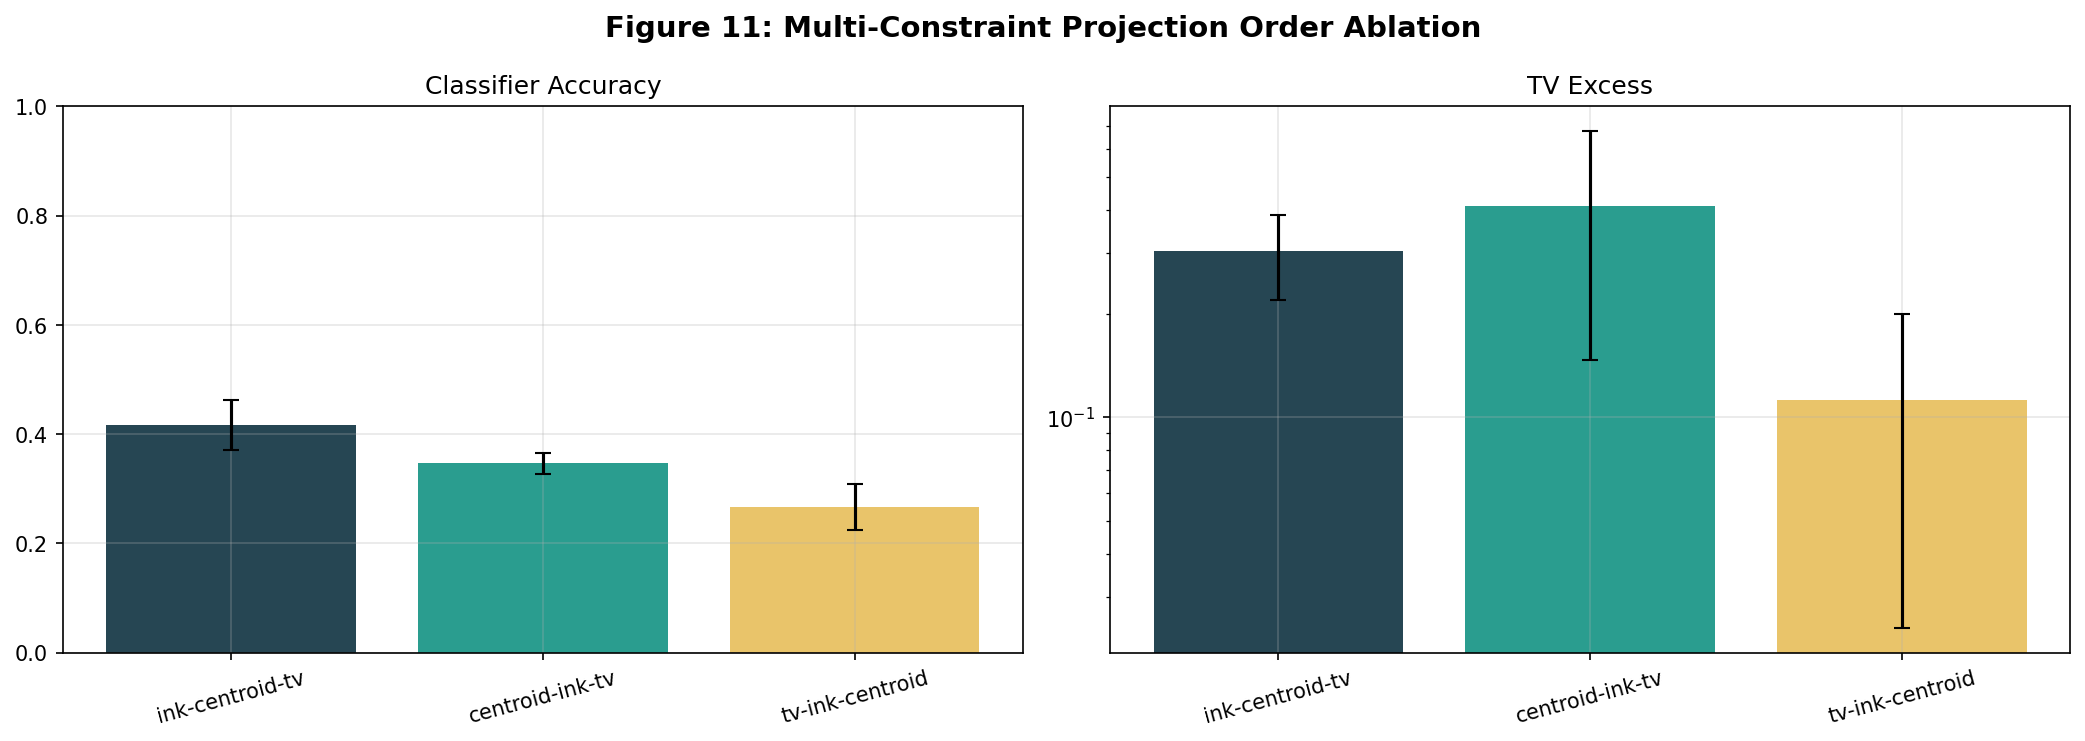 Figure 11: Multi-Constraint Projection Order Ablation
Classifier Accuracy
1.0
0.8
0.6
0.4
0.2
0.0
ink-centroid-tv
centroid-ink-tv
tv-ink-centroid
TV Excess
10⁻¹
ink-centroid-tv
centroid-ink-tv
tv-ink-centroid